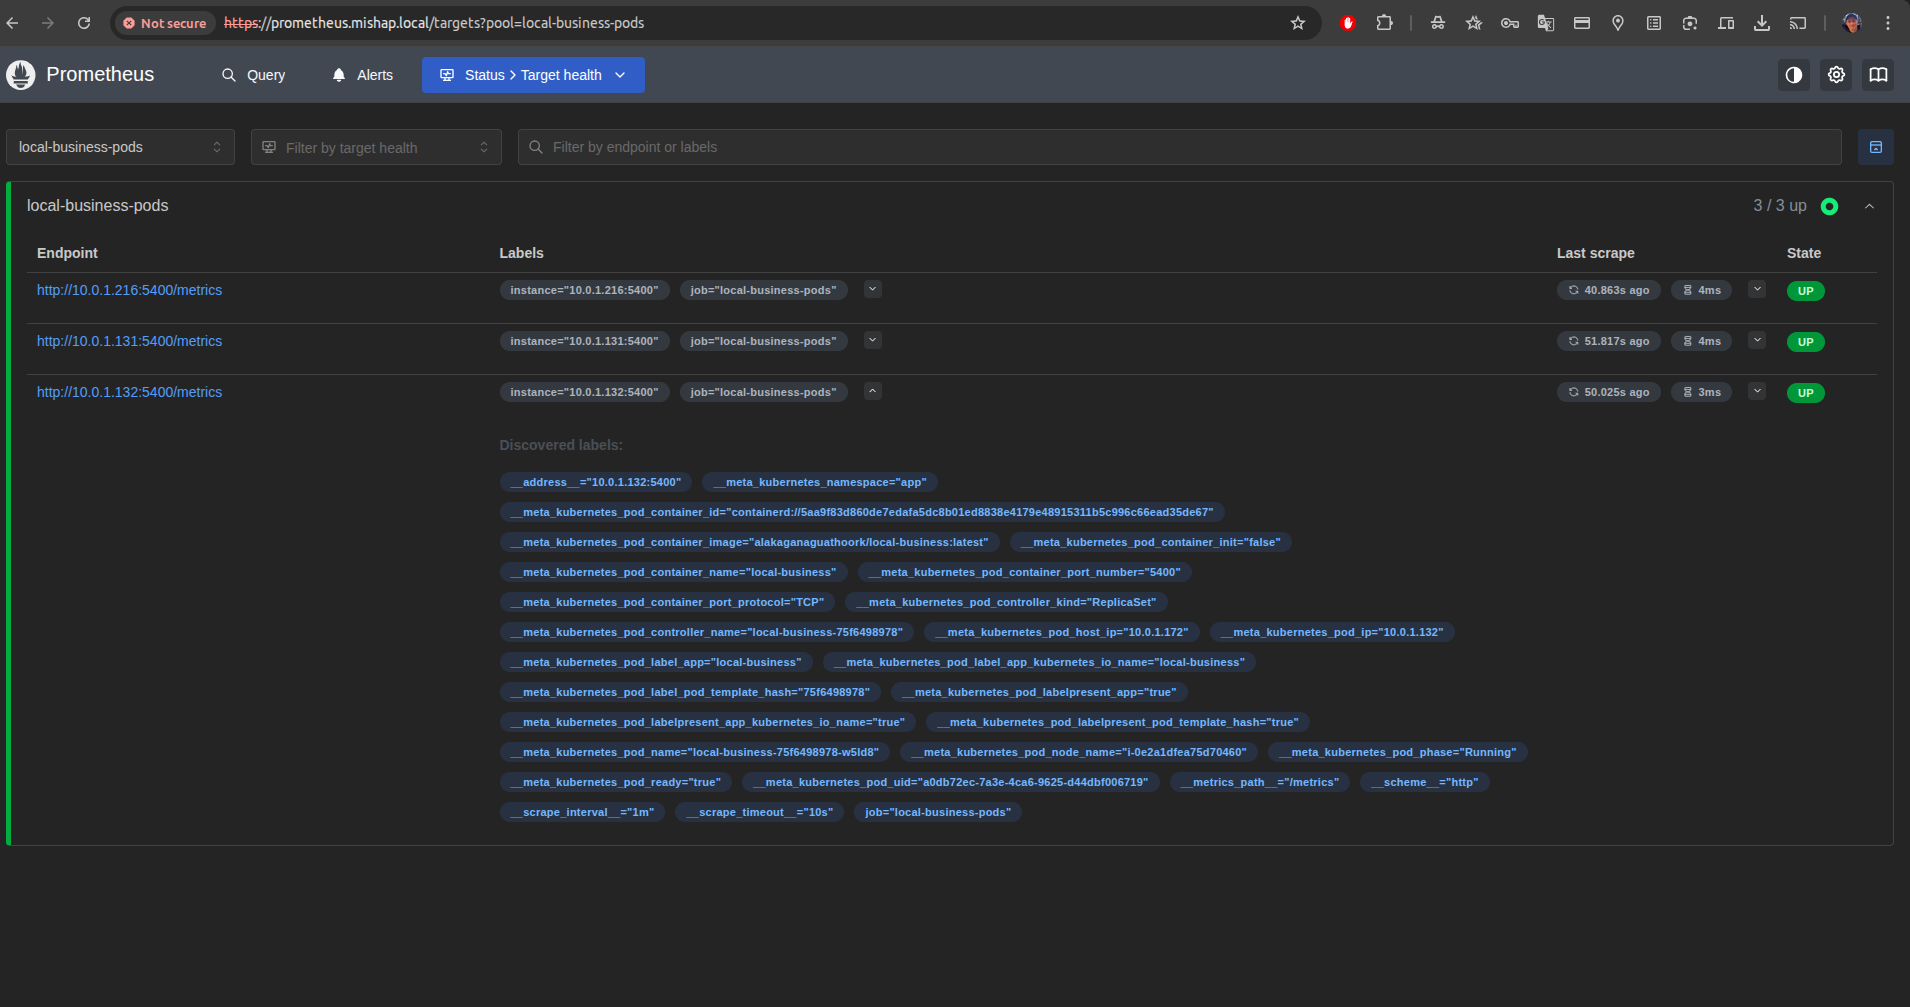 Not secure https://prometheus.mishap.local/targets?pool=local-business-pods
Prometheus Query Alerts Status > Target health
local-business-pods Filter by target health Filter by endpoint or labels
local-business-pods 3 / 3 up
Endpoint Labels Last scrape State
http://10.0.1.216:5400/metrics instance="10.0.1.216:5400" job="local-business-pods" 40.863s ago 4ms UP
http://10.0.1.131:5400/metrics instance="10.0.1.131:5400" job="local-business-pods" 51.817s ago 4ms UP
http://10.0.1.132:5400/metrics instance="10.0.1.132:5400" job="local-business-pods" 50.025s ago 3ms UP
Discovered labels:
__address__="10.0.1.132:5400" __meta_kubernetes_namespace="app"
__meta_kubernetes_pod_container_id="containerd://5aa9f83d860de7edafa5dc8b01ed8838e4179e48915311b5c996c66ead35de67"
__meta_kubernetes_pod_container_image="alakaganaguathoork/local-business:latest" __meta_kubernetes_pod_container_init="false"
__meta_kubernetes_pod_container_name="local-business" __meta_kubernetes_pod_container_port_number="5400"
__meta_kubernetes_pod_container_port_protocol="TCP" __meta_kubernetes_pod_controller_kind="ReplicaSet"
__meta_kubernetes_pod_controller_name="local-business-75f6498978" __meta_kubernetes_pod_host_ip="10.0.1.172" __meta_kubernetes_pod_ip="10.0.1.132"
__meta_kubernetes_pod_label_app="local-business" __meta_kubernetes_pod_label_app_kubernetes_io_name="local-business"
__meta_kubernetes_pod_label_pod_template_hash="75f6498978" __meta_kubernetes_pod_labelpresent_app="true"
__meta_kubernetes_pod_labelpresent_app_kubernetes_io_name="true" __meta_kubernetes_pod_labelpresent_pod_template_hash="true"
__meta_kubernetes_pod_name="local-business-75f6498978-w5ld8" __meta_kubernetes_pod_node_name="i-0e2a1dfea75d70460" __meta_kubernetes_pod_phase="Running"
__meta_kubernetes_pod_ready="true" __meta_kubernetes_pod_uid="a0db72ec-7a3e-4ca6-9625-d44dbf006719" __metrics_path__="/metrics" __scheme__="http"
__scrape_interval__="1m" __scrape_timeout__="10s" job="local-business-pods"